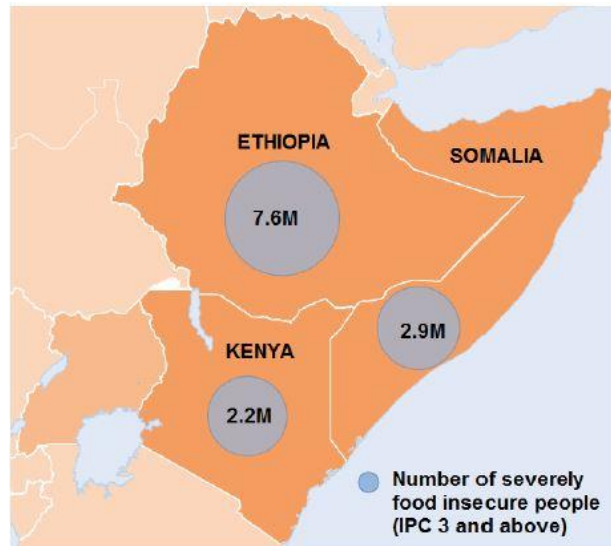 ETHIOPIA
SOMALIA
7.6M
2.9M
KENYA
2.2M
Number of severely
food insecure people
(IPC 3 and above)